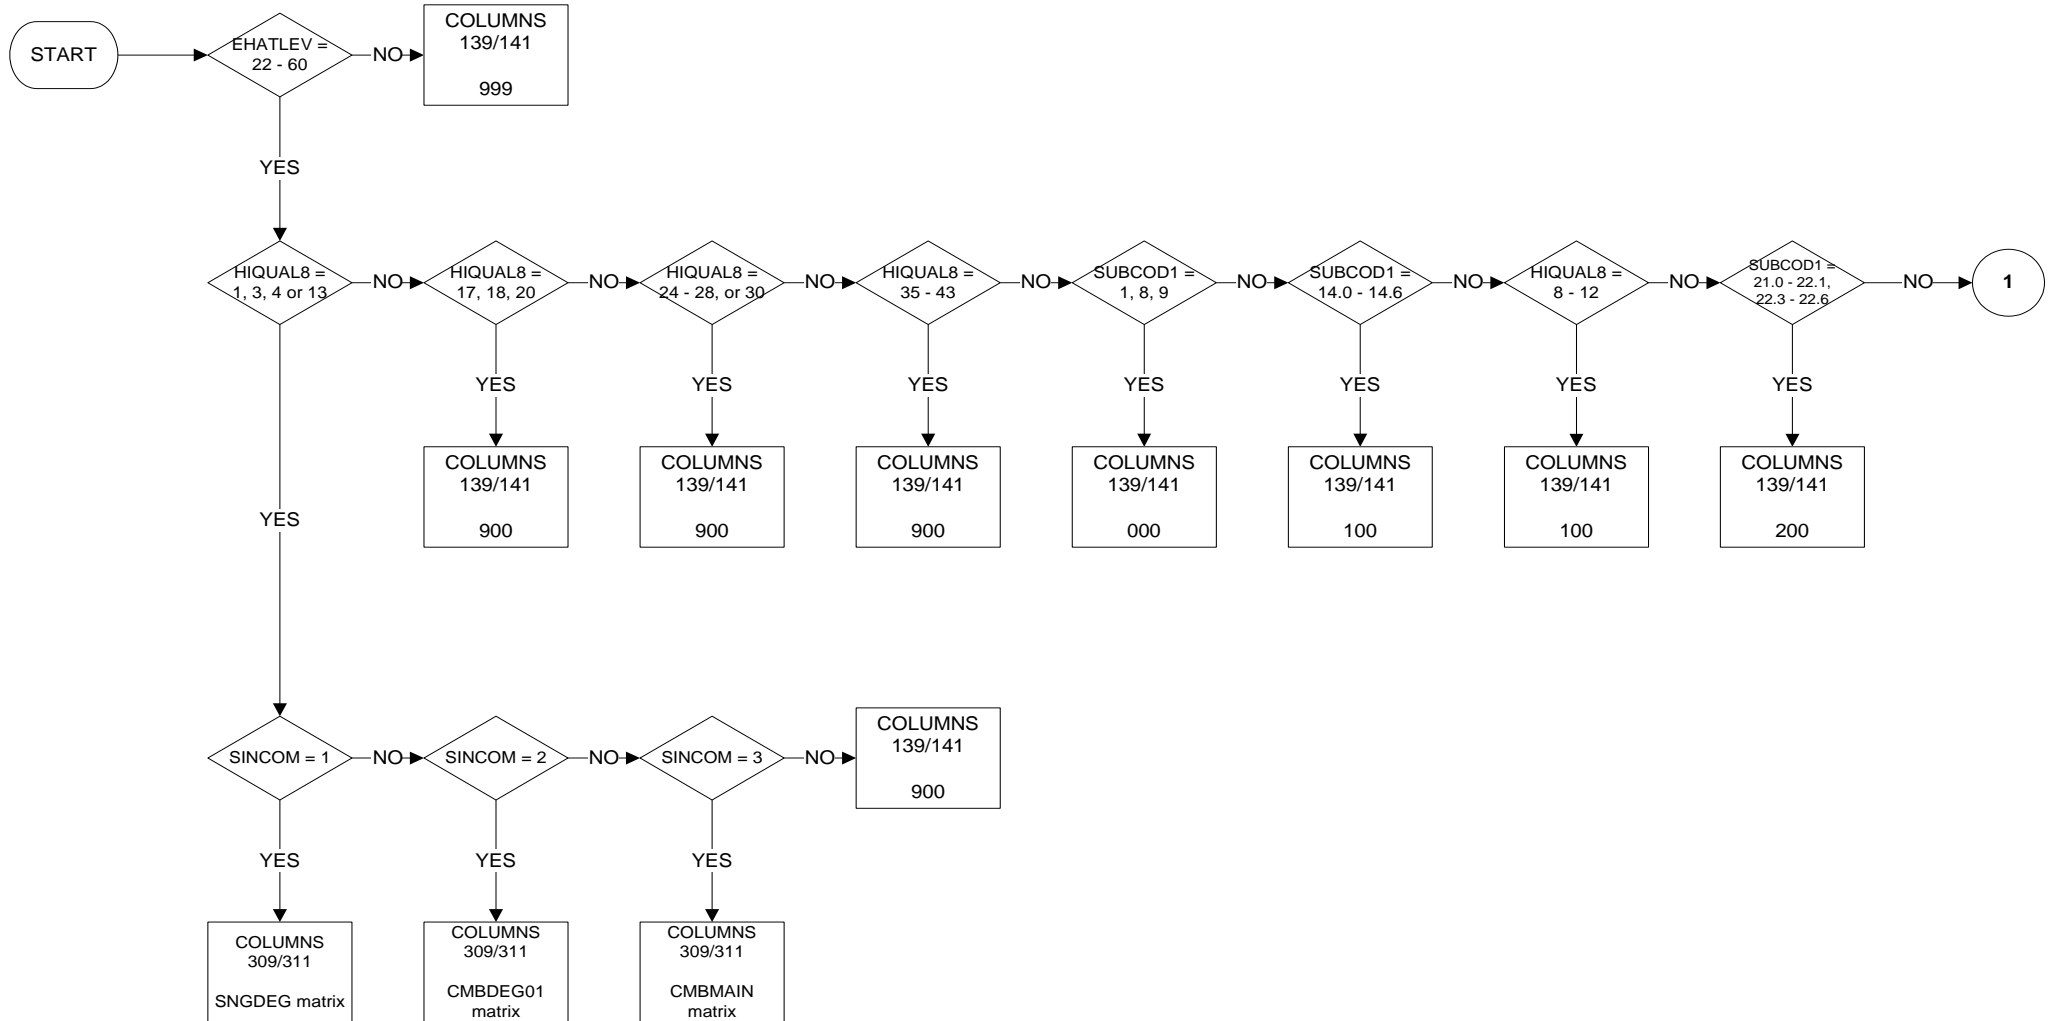 START
EHATLEV =
22 - 60
NO
COLUMNS
139/141
999
YES
HIQUAL8 =
1, 3, 4 or 13
NO
HIQUAL8 =
17, 18, 20
NO
HIQUAL8 =
24 - 28, or 30
NO
HIQUAL8 =
35 - 43
NO
SUBCOD1 =
1, 8, 9
NO
SUBCOD1 =
14.0 - 14.6
NO
HIQUAL8 =
8 - 12
NO
SUBCOD1 =
21.0 - 22.1,
22.3 - 22.6
NO
1
YES
YES
YES
YES
YES
YES
YES
COLUMNS
139/141
900
COLUMNS
139/141
900
COLUMNS
139/141
900
COLUMNS
139/141
000
COLUMNS
139/141
100
COLUMNS
139/141
100
COLUMNS
139/141
200
YES
SINCOM = 1
NO
SINCOM = 2
NO
SINCOM = 3
NO
COLUMNS
139/141
900
YES
YES
YES
COLUMNS
309/311
SNGDEG matrix
COLUMNS
309/311
CMBDEG01
matrix
COLUMNS
309/311
CMBMAIN
matrix